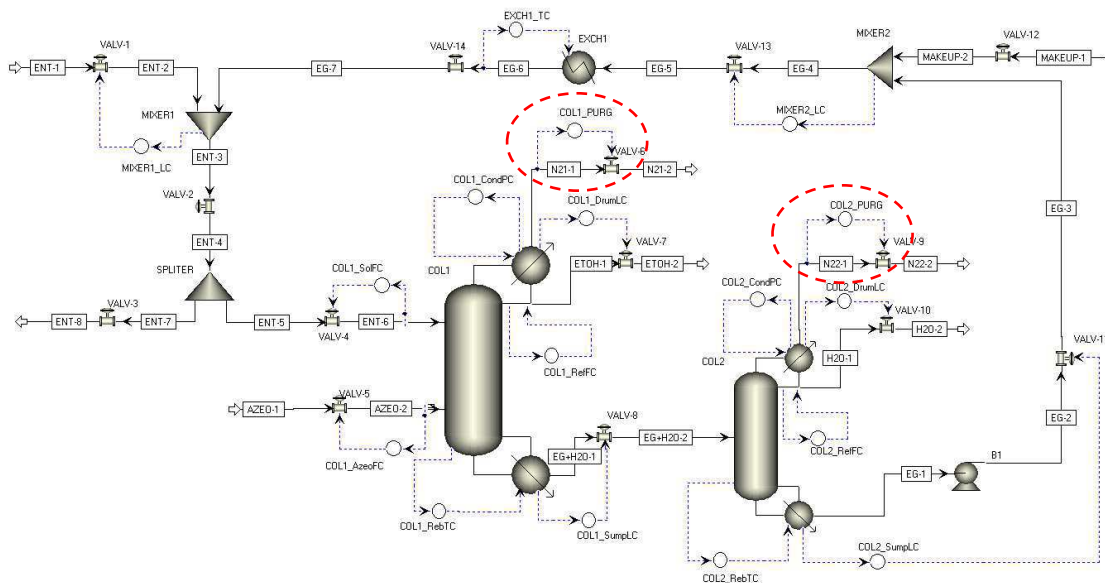 EXCH1_TC
EXCH1
MIXER2
VALV-12
VALV-1
VALV-14
VALV-13
ENT-1
ENT-2
EG-7
EG-6
EG-5
EG-4
MAKEUP-2
MAKEUP-1
MIXER1
COL1_PURG
MIXER2_LC
ENT-3
MIXER1_LC
VALV-6
N21-1
N21-2
COL1_CondPC
COL1_DrumLC
VALV-2
COL2_PURG
EG-3
ENT-4
VALV-7
VALV-9
SPLITER
COL1
ETOH-1
ETOH-2
N22-1
N22-2
COL1_SolFC
COL2_CondPC
COL2_DrumLC
VALV-3
VALV-10
ENT-8
ENT-7
ENT-5
VALV-4
ENT-6
H2O-1
H2O-2
COL2
COL1_RefFC
VALV-5
AZEO-1
AZEO-2
VALV-8
EG+H2O-2
EG-2
EG+H2O-1
COL2_RefFC
COL1_AzeoFC
B1
EG-1
COL1_RebTC
COL1_SumpLC
COL2_SumpLC
COL2_RebTC